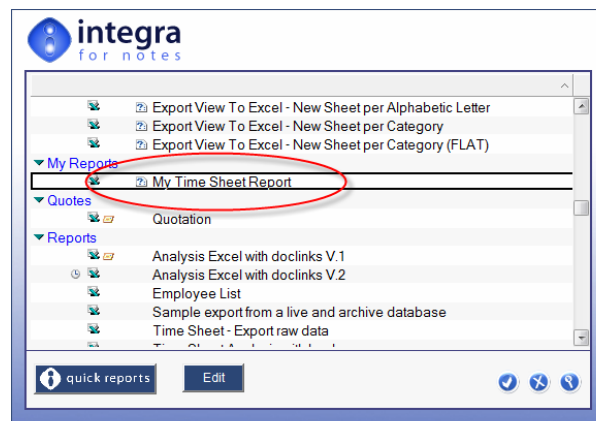 integra
for notes
Export View To Excel - New Sheet per Alphabetic Letter
Export View To Excel - New Sheet per Category
Export View To Excel - New Sheet per Category (FLAT)
My Reports
My Time Sheet Report
Quotes
Quotation
Reports
Analysis Excel with doclinks V.1
Analysis Excel with doclinks V.2
Employee List
Sample export from a live and archive database
Time Sheet - Export raw data
quick reports
Edit